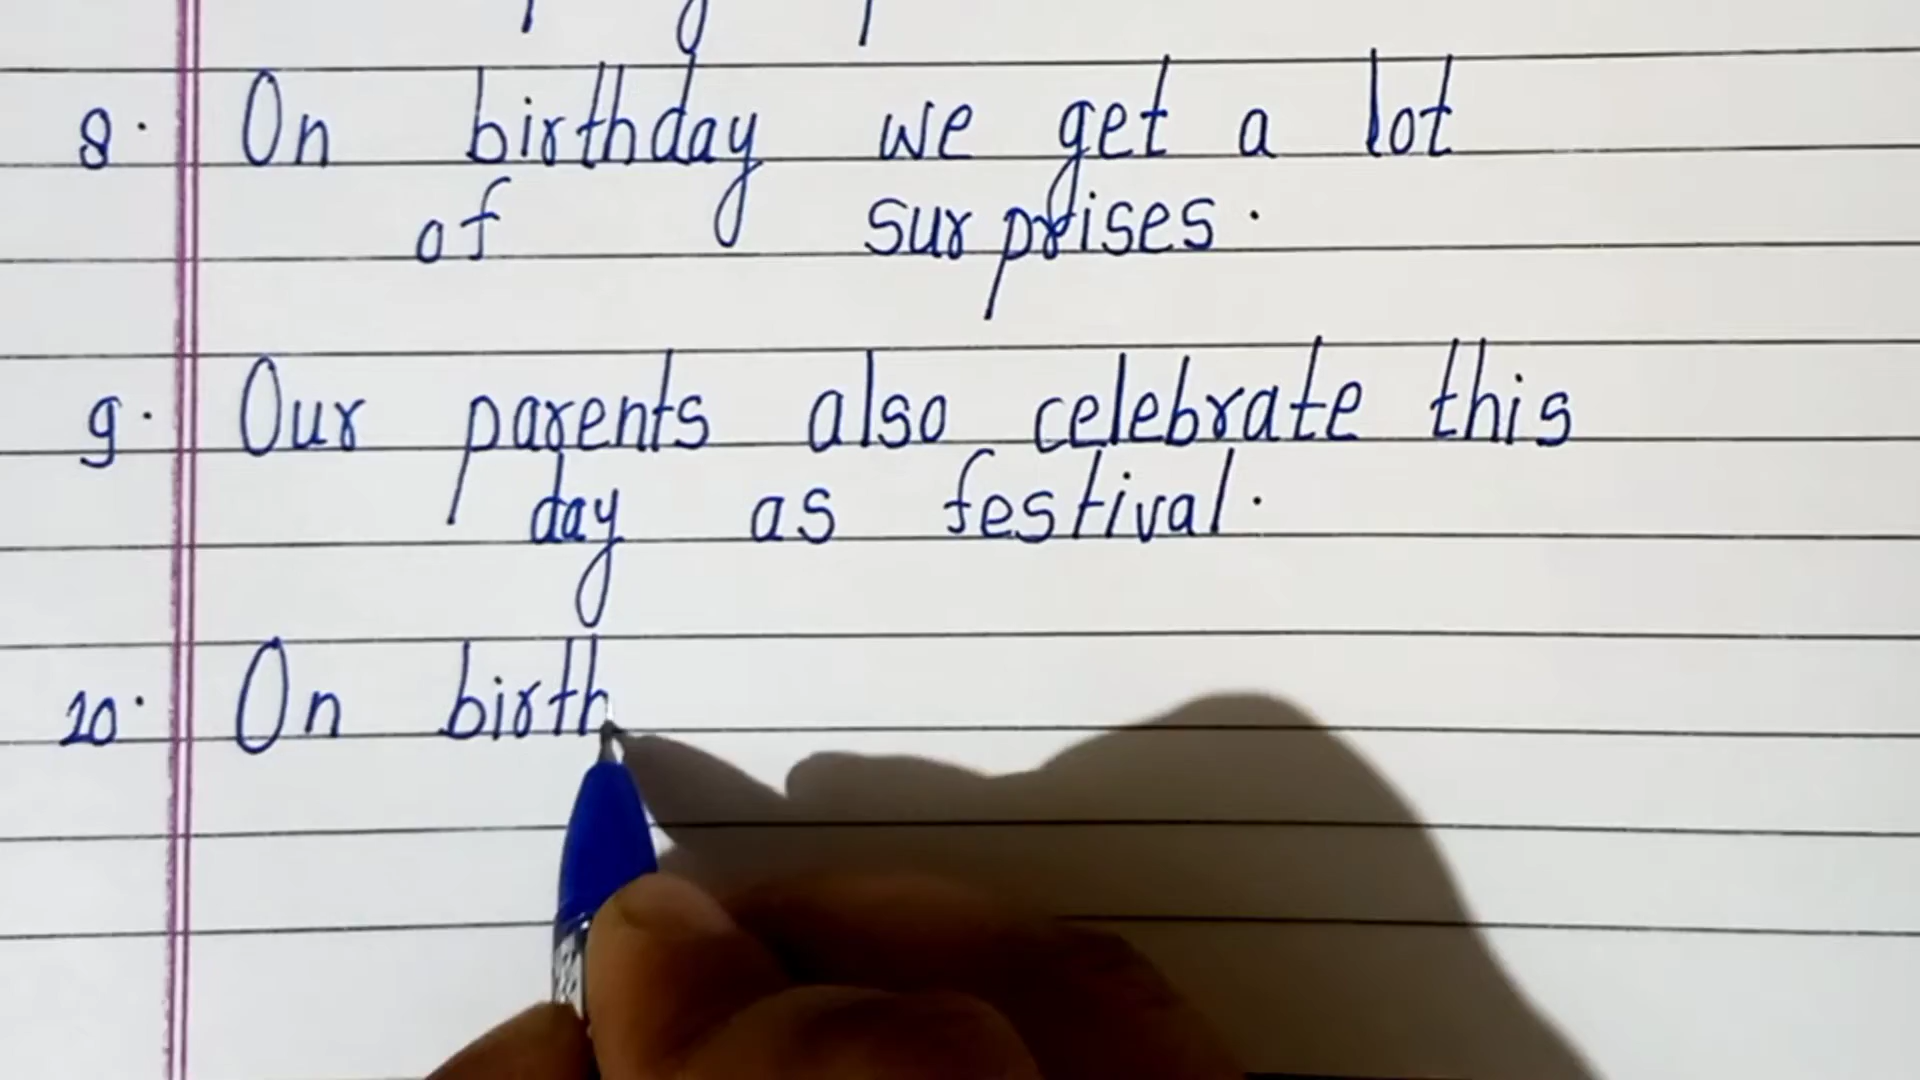 8. On birthday we get a lot
of surprises.
9. Our parents also celebrate this
day as festival.
10. On birth